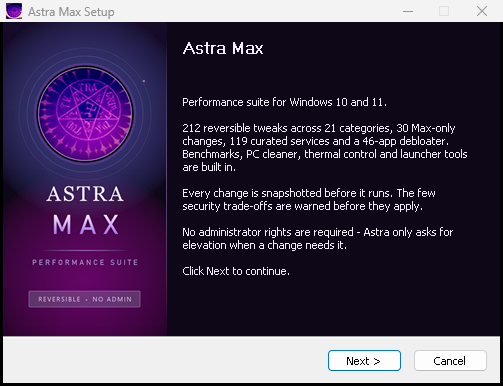 Astra Max Setup
ASTRA
MAX
PERFORMANCE SUITE
REVERSIBLE • NO ADMIN
Astra Max
Performance suite for Windows 10 and 11.
212 reversible tweaks across 21 categories, 30 Max-only
changes, 119 curated services and a 46-app debloater.
Benchmarks, PC cleaner, thermal control and launcher tools
are built in.
Every change is snapshotted before it runs. The few
security trade-offs are warned before they apply.
No administrator rights are required - Astra only asks for
elevation when a change needs it.
Click Next to continue.
Next >
Cancel